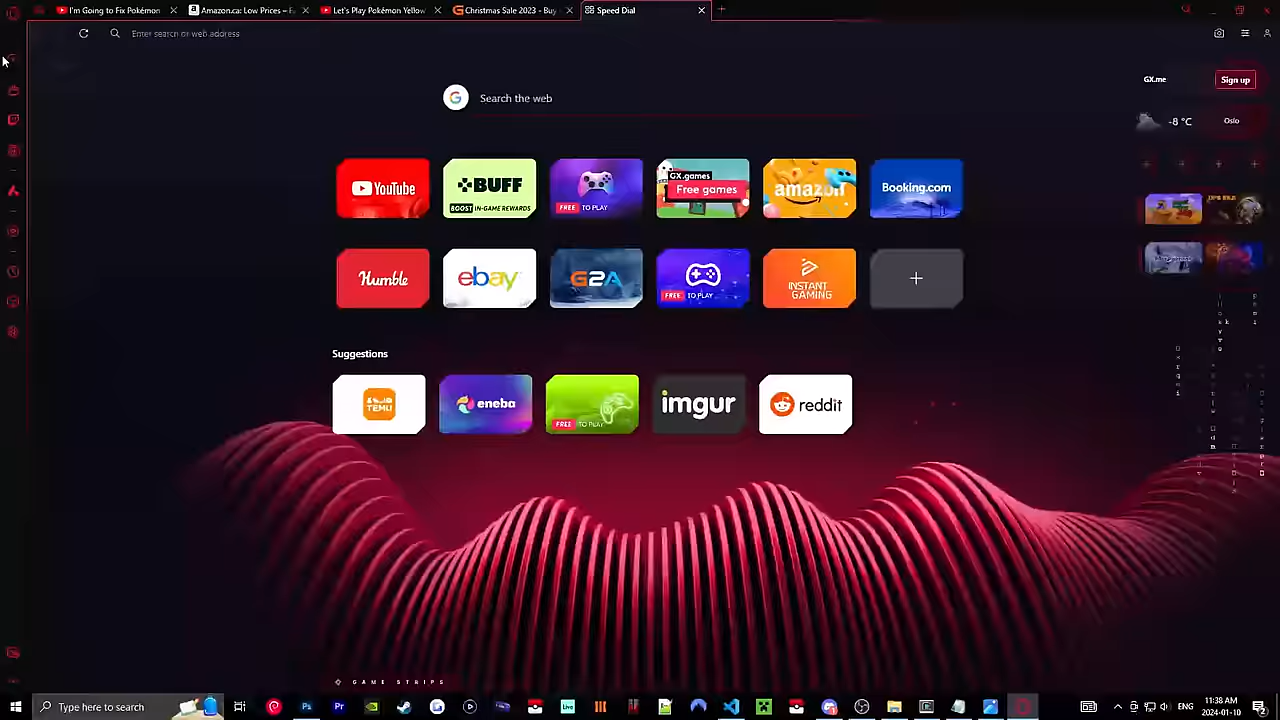 I'm Going to Fix Pokémon
Amazon.ca: Low Prices – F
Let's Play Pokémon Yellow
Christmas Sale 2023 - Buy
Speed Dial
Enter search or web address
GX.me
Sign up
Search the web
-8 °C
Oslo
YouTube
BUFF
BOOST IN-GAME REWARDS
FREE TO PLAY
GX.games
Free games
amazon
Booking.com
Humble
ebay
G2A
FREE TO PLAY
INSTANT
GAMING
Suggestions
TEMU
eneba
FREE TO PLAY
imgur
reddit
GAME STRIPS
Type here to search
Pr
Live
ENG
11:38 AM
2024-01-10